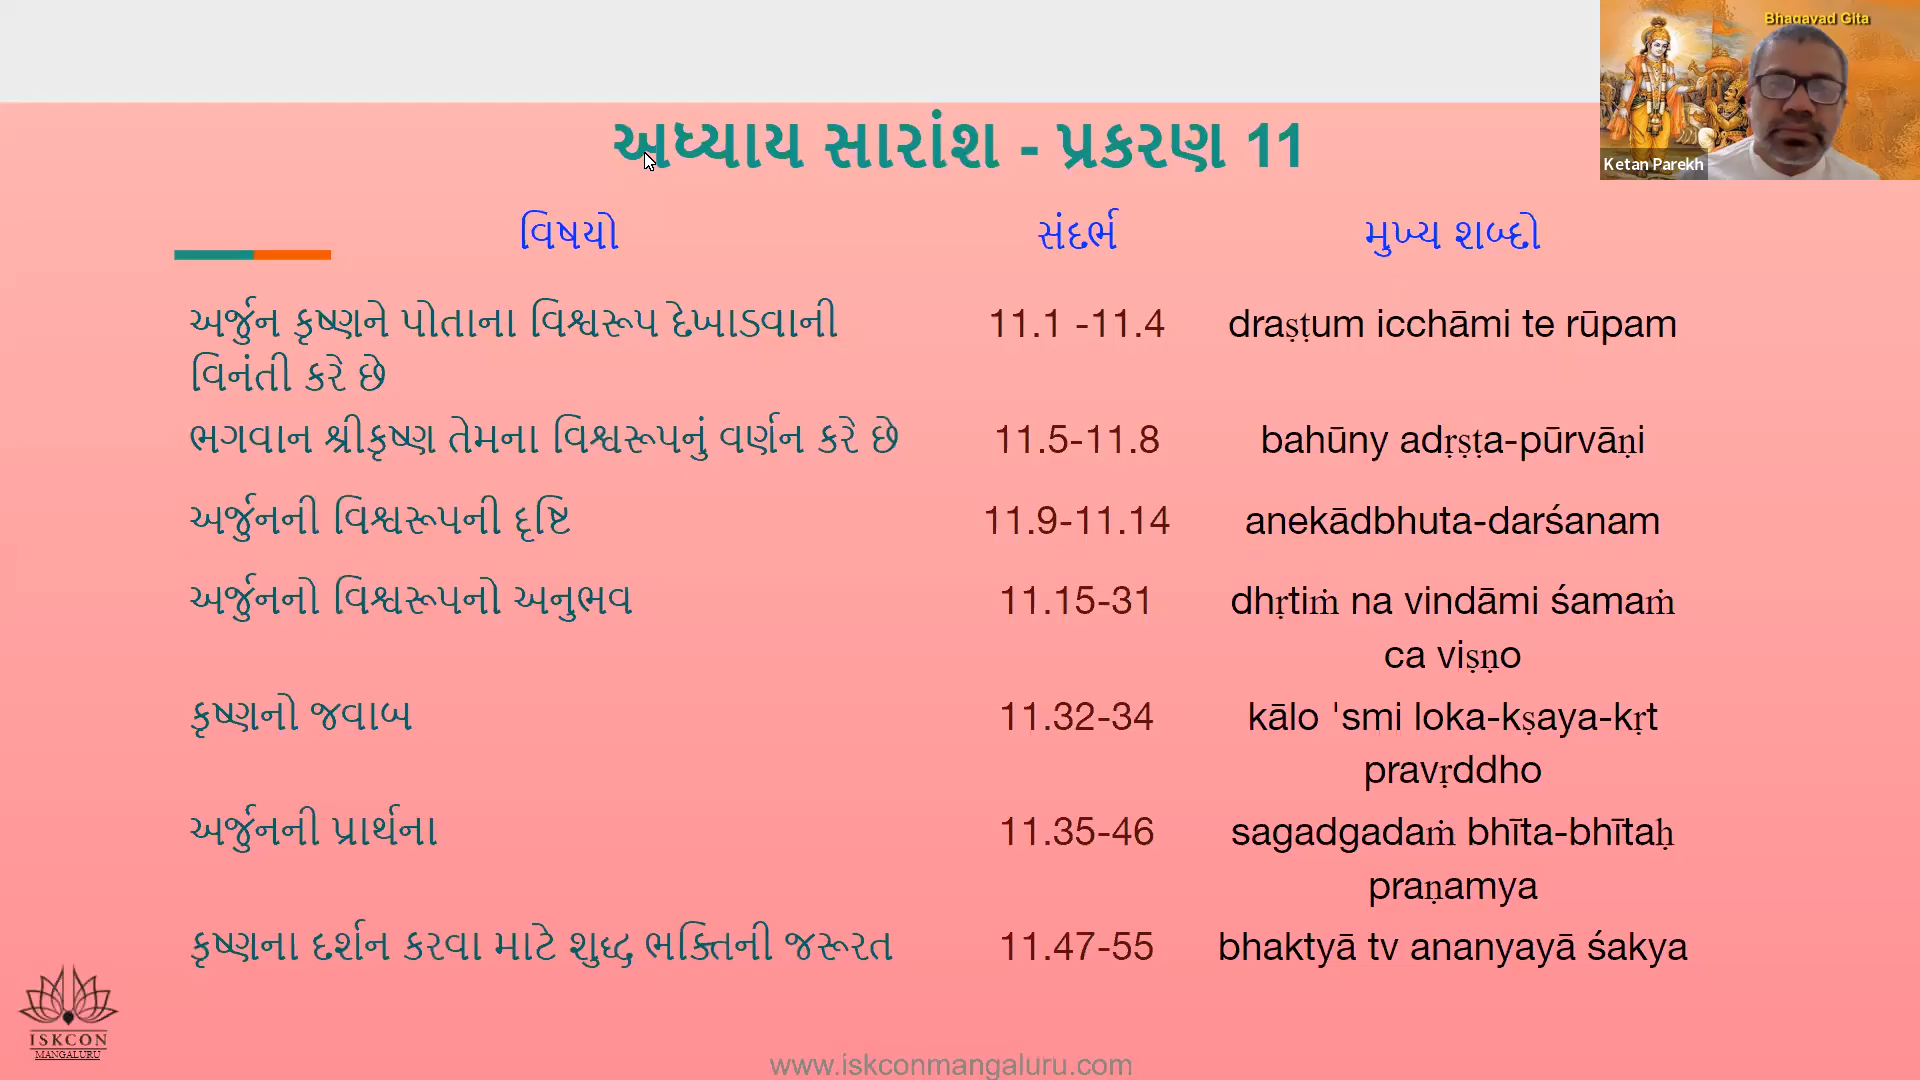 Bhagavad Gita
Ketan Parekh
અધ્યાય સારાંશ - પ્રકરણ 11
વિષયો સંદર્ભ મુખ્ય શબ્દો
અર્જુન કૃષ્ણને પોતાના વિશ્વરૂપ દેખાડવાની 11.1 -11.4 draṣṭum icchāmi te rūpam
વિનંતી કરે છે
ભગવાન શ્રીકૃષ્ણ તેમના વિશ્વરૂપનું વર્ણન કરે છે 11.5-11.8 bahūny adṛṣṭa-pūrvāṇi
અર્જુનની વિશ્વરૂપની દૃષ્ટિ 11.9-11.14 anekādbhuta-darśanam
અર્જુનનો વિશ્વરૂપનો અનુભવ 11.15-31 dhṛtiṁ na vindāmi śamaṁ
ca viṣṇo
કૃષ્ણનો જવાબ 11.32-34 kālo 'smi loka-kṣaya-kṛt
pravṛddho
અર્જુનની પ્રાર્થના 11.35-46 sagadgadaṁ bhīta-bhītaḥ
praṇamya
કૃષ્ણના દર્શન કરવા માટે શુદ્ધ ભક્તિની જરૂરત 11.47-55 bhaktyā tv ananyayā śakya
ISKCON
MANGALURU
www.iskconmangaluru.com